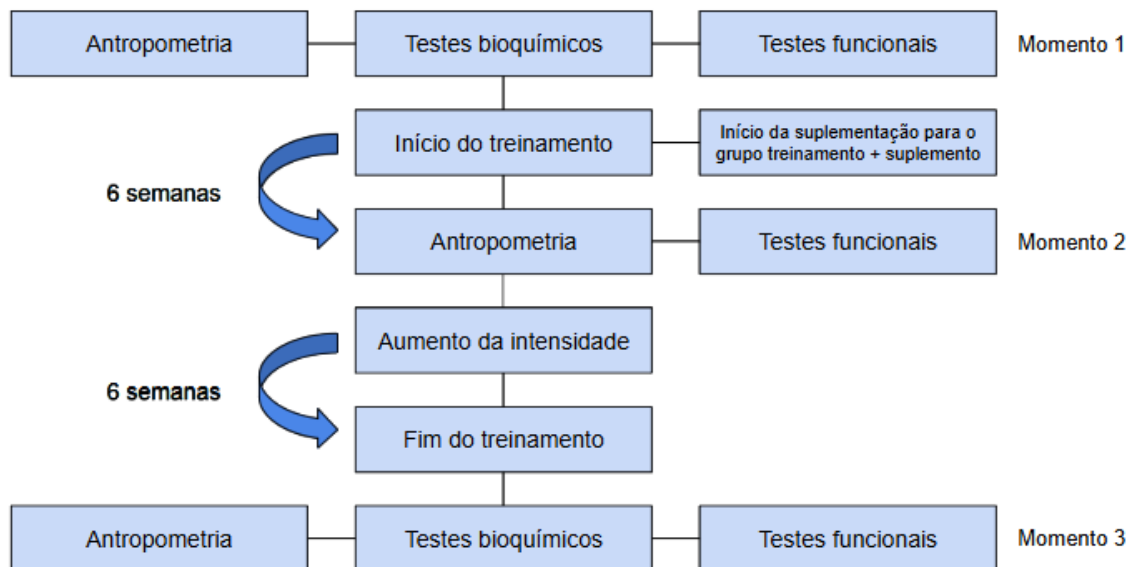 Antropometria
Testes bioquímicos
Testes funcionais
Momento 1
Início do treinamento
Início da suplementação para o
grupo treinamento + suplemento
6 semanas
Antropometria
Testes funcionais
Momento 2
Aumento da intensidade
6 semanas
Fim do treinamento
Antropometria
Testes bioquímicos
Testes funcionais
Momento 3